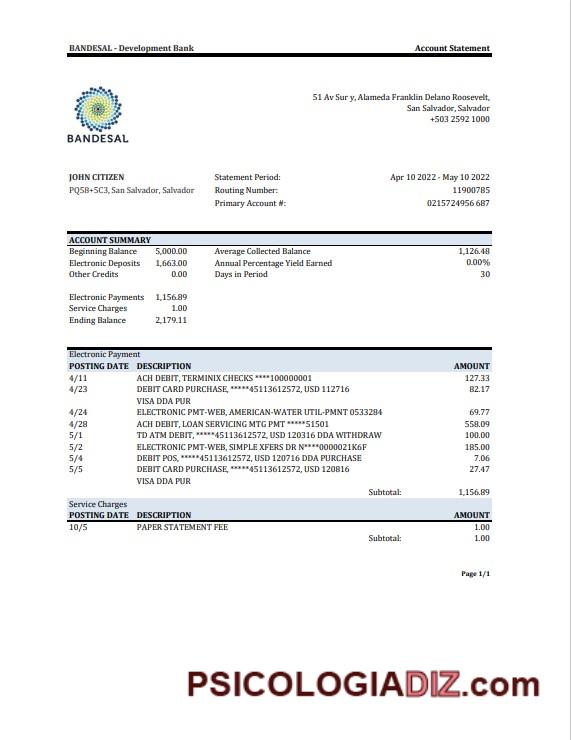 BANDESAL - Development Bank Account Statement
51 Av Sur y, Alameda Franklin Delano Roosevelt,
San Salvador, Salvador
+503 2592 1000
BANDESAL
JOHN CITIZEN Statement Period: Apr 10 2022 - May 10 2022
PQ58+5C3, San Salvador, Salvador Routing Number: 11900785
Primary Account #: 0215724956 687
ACCOUNT SUMMARY
Beginning Balance 5,000.00 Average Collected Balance 1,126.48
Electronic Deposits 1,663.00 Annual Percentage Yield Earned 0.00%
Other Credits 0.00 Days in Period 30
Electronic Payments 1,156.89
Service Charges 1.00
Ending Balance 2,179.11
Electronic Payment
POSTING DATE DESCRIPTION AMOUNT
4/11 ACH DEBIT, TERMINIX CHECKS ****100000001 127.33
4/23 DEBIT CARD PURCHASE, *****45113612572, USD 112716 82.17
VISA DDA PUR
4/24 ELECTRONIC PMT-WEB, AMERICAN-WATER UTIL-PMNT 0533284 69.77
4/28 ACH DEBIT, LOAN SERVICING MTG PMT *****51501 558.09
5/1 TD ATM DEBIT, *****45113612572, USD 120316 DDA WITHDRAW 100.00
5/2 ELECTRONIC PMT-WEB, SIMPLE XFERS DR N****0000021K6F 185.00
5/4 DEBIT POS, *****45113612572, USD 120716 DDA PURCHASE 7.06
5/5 DEBIT CARD PURCHASE, *****45113612572, USD 120816 27.47
VISA DDA PUR
Subtotal: 1,156.89
Service Charges
POSTING DATE DESCRIPTION AMOUNT
10/5 PAPER STATEMENT FEE 1.00
Subtotal: 1.00
Page 1/1
PSICOLOGIADIZ.com